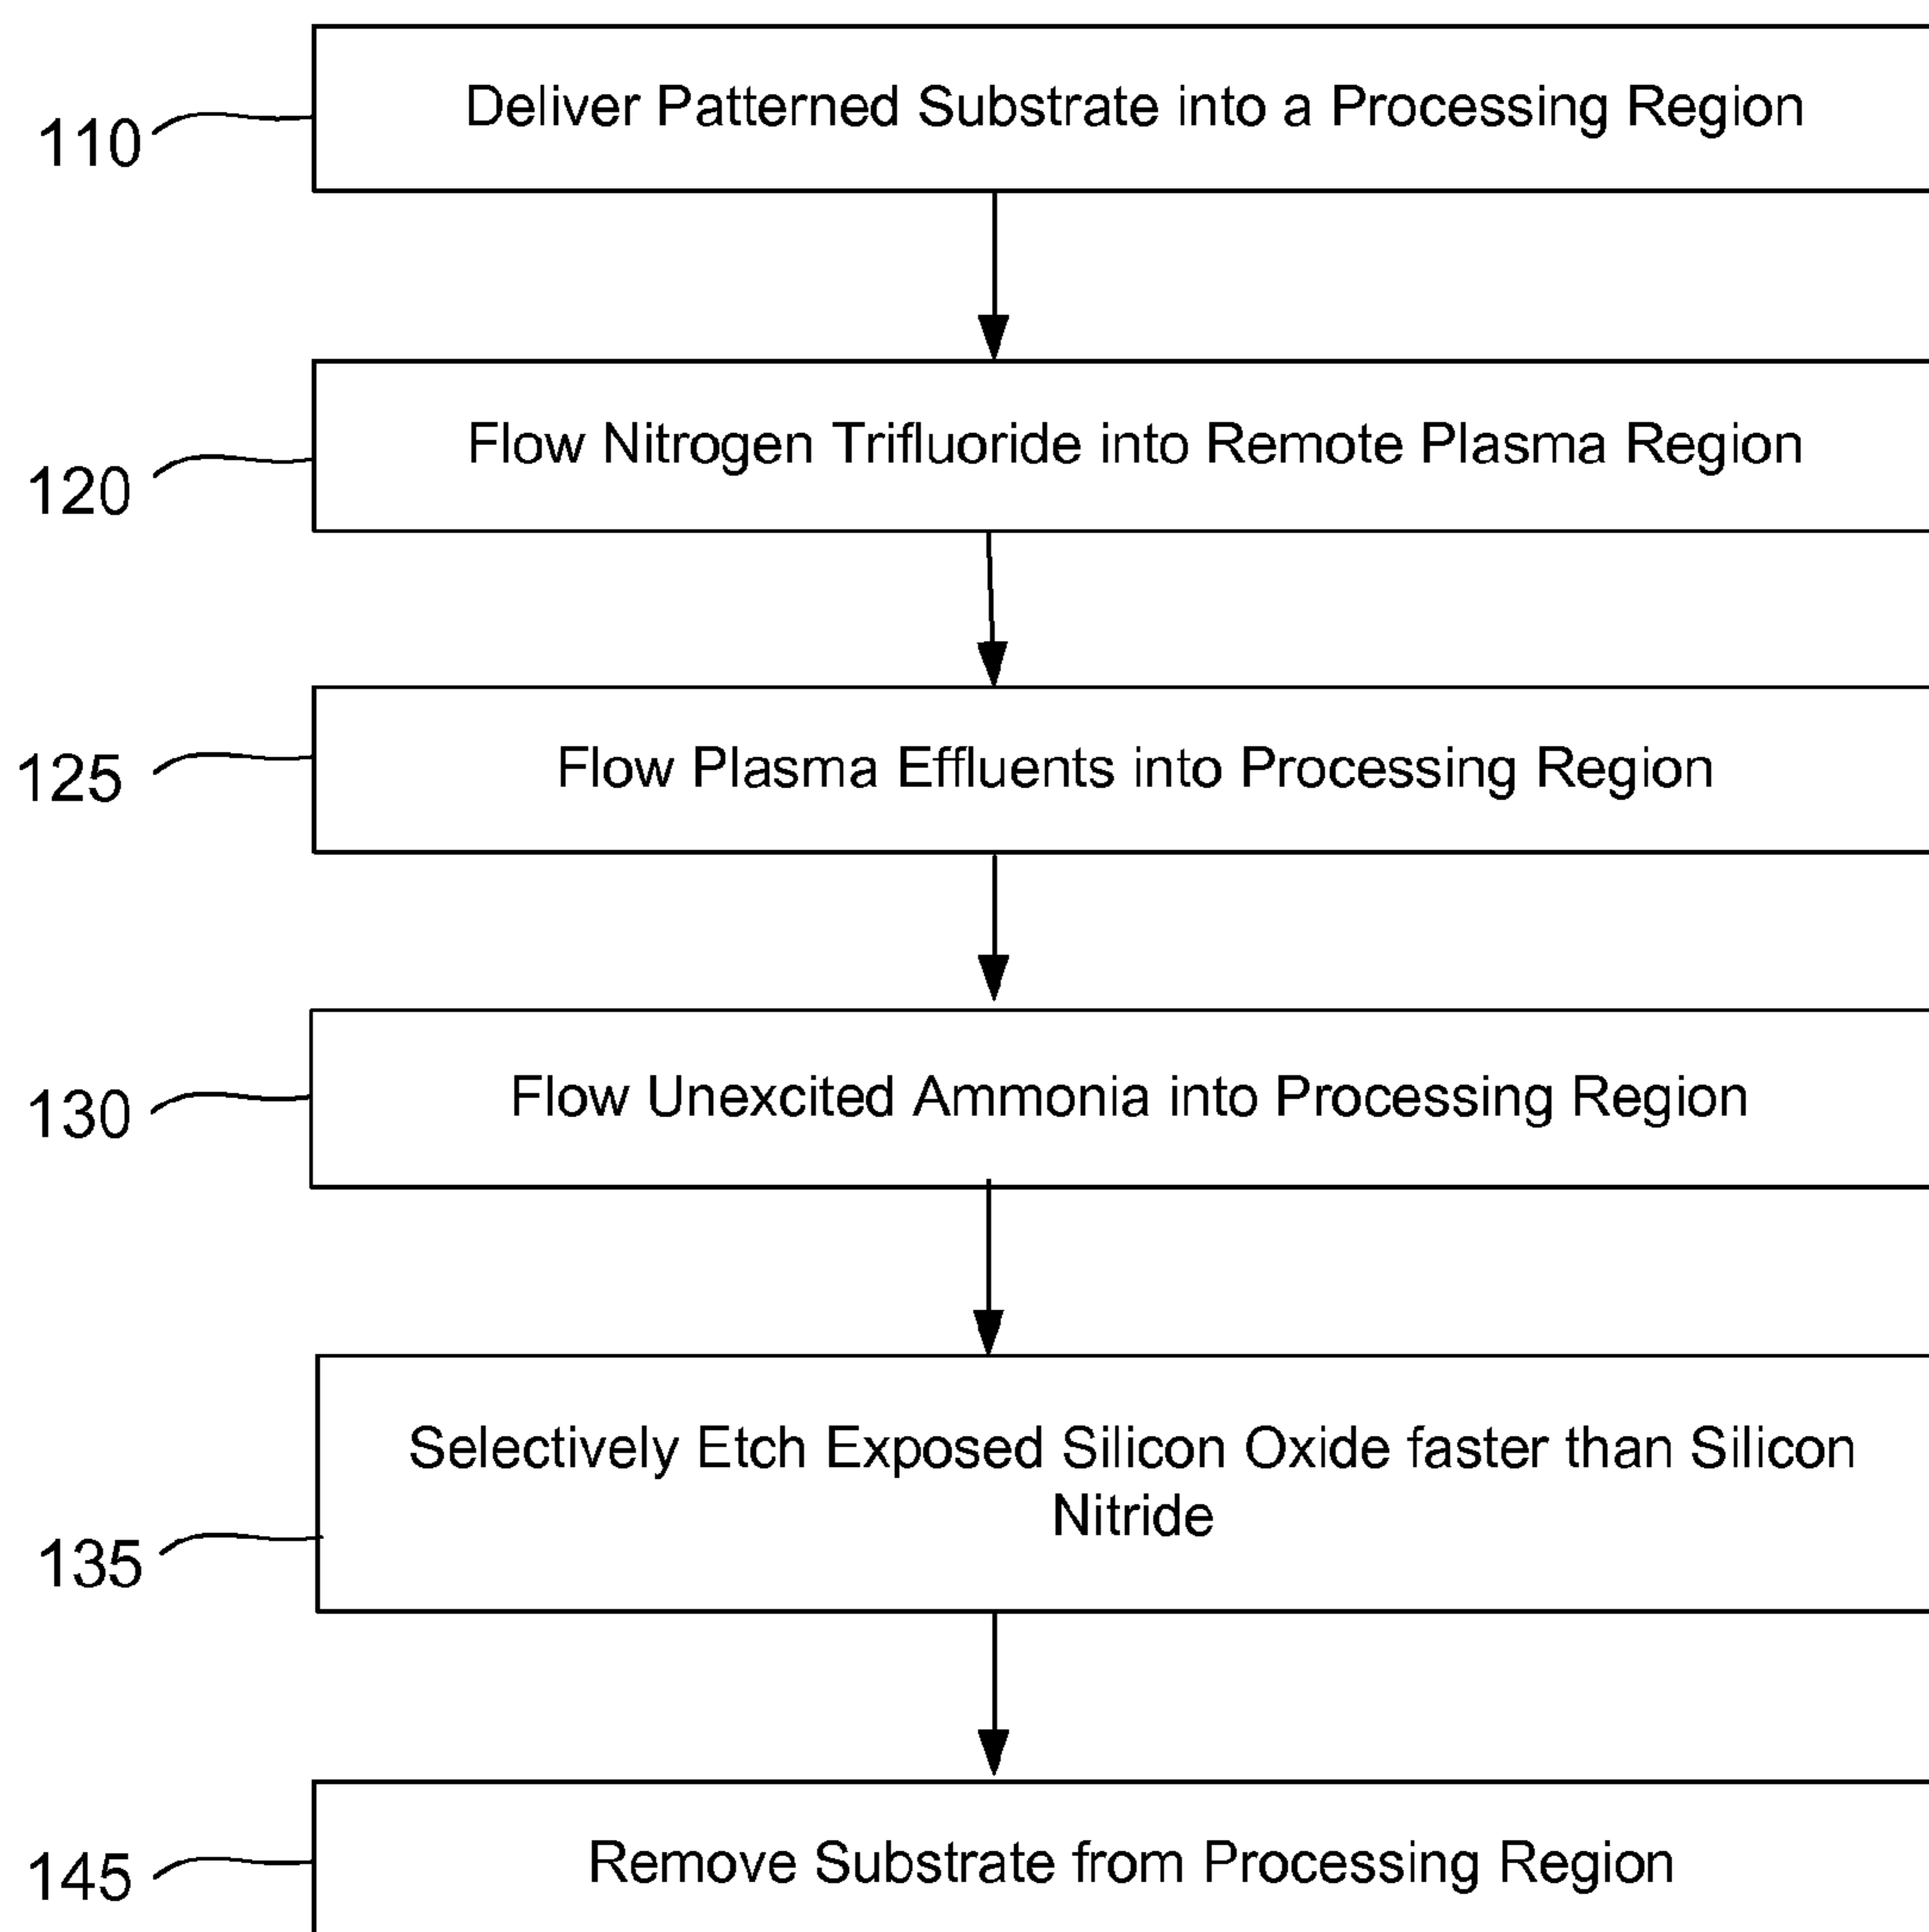 110
Deliver Patterned Substrate into a Processing Region
120
Flow Nitrogen Trifluoride into Remote Plasma Region
125
Flow Plasma Effluents into Processing Region
130
Flow Unexcited Ammonia into Processing Region
135
Selectively Etch Exposed Silicon Oxide faster than Silicon
Nitride
145
Remove Substrate from Processing Region